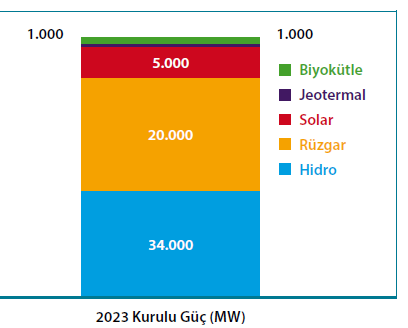 1.000
1.000
5.000
20.000
34.000
Biyokütle
Jeotermal
Solar
Rüzgar
Hidro
2023 Kurulu Güç (MW)